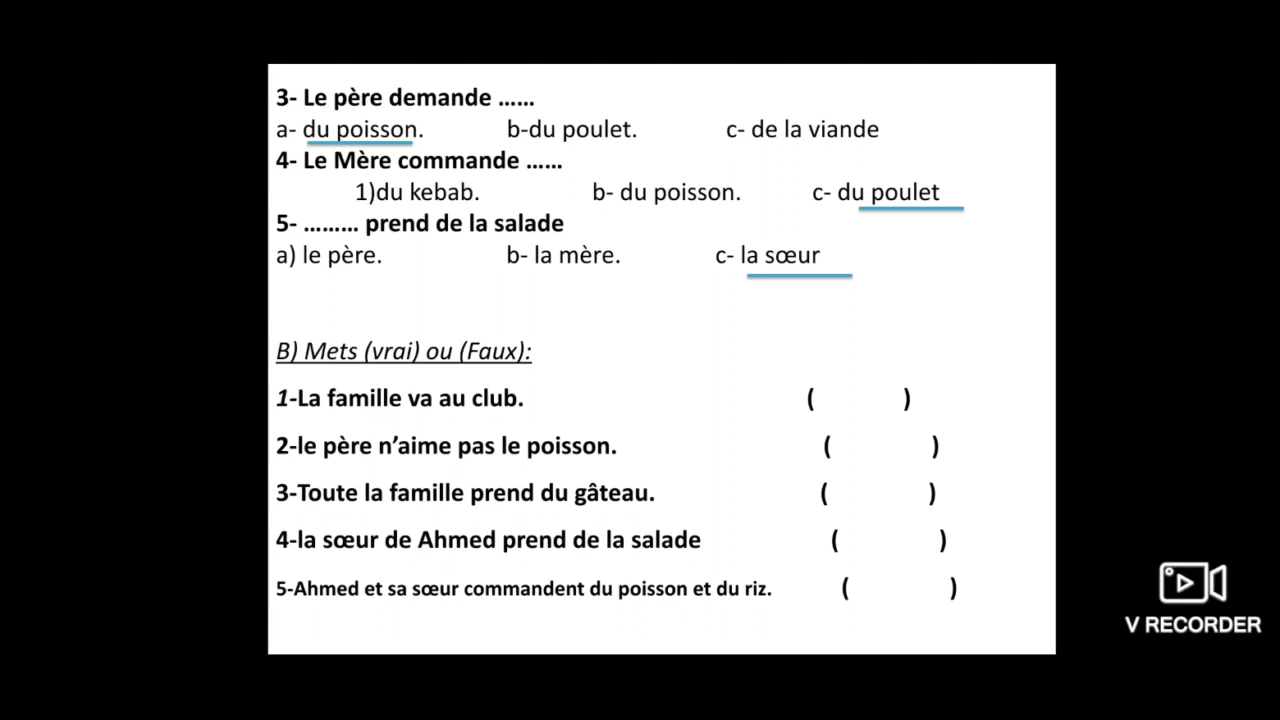 3- Le père demande ……
a- du poisson. b-du poulet. c- de la viande
4- Le Mère commande ……
1)du kebab. b- du poisson. c- du poulet
5- ……… prend de la salade
a) le père. b- la mère. c- la sœur
B) Mets (vrai) ou (Faux):
1-La famille va au club. ( )
2-le père n’aime pas le poisson. ( )
3-Toute la famille prend du gâteau. ( )
4-la sœur de Ahmed prend de la salade ( )
5-Ahmed et sa sœur commandent du poisson et du riz. ( )
V RECORDER